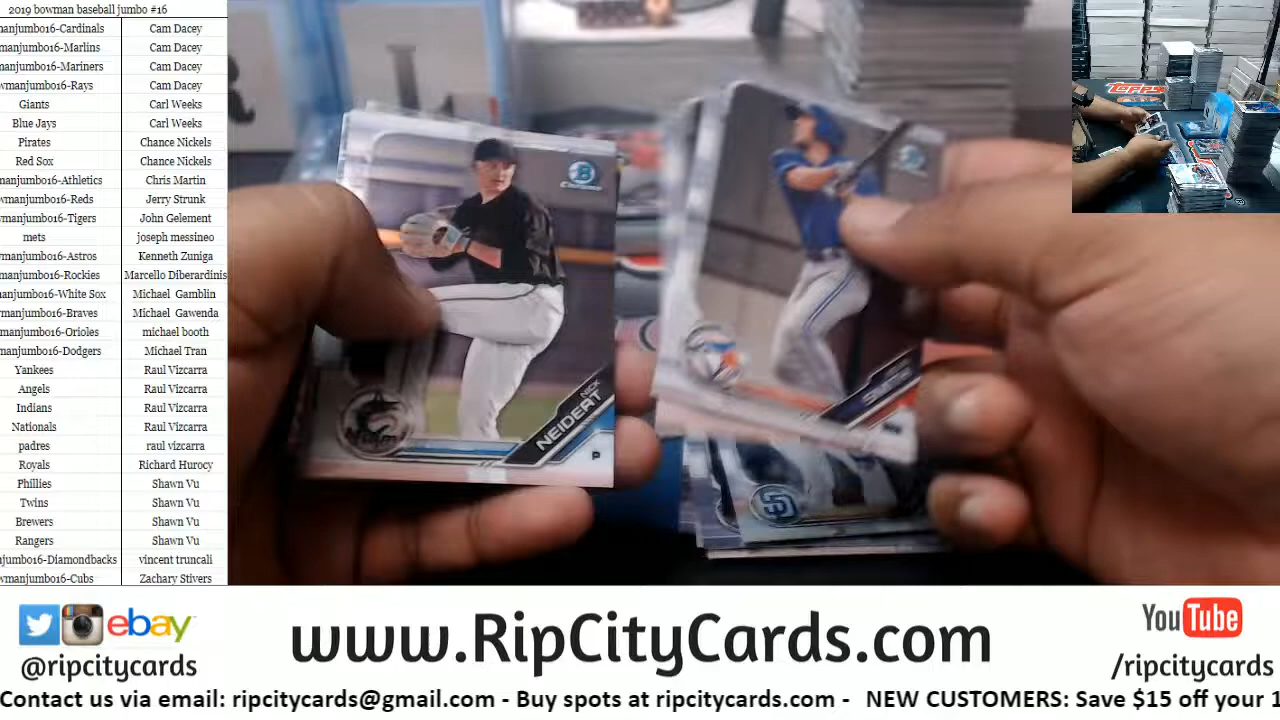 2019 bowman baseball jumbo #16
manjumbo16-Cardinals Cam Dacey
manjumbo16-Marlins Cam Dacey
manjumbo16-Mariners Cam Dacey
wmanjumbo16-Rays Cam Dacey
Giants Carl Weeks
Blue Jays Carl Weeks
Pirates Chance Nickels
Red Sox Chance Nickels
manjumbo16-Athletics Chris Martin
wmanjumbo16-Reds Jerry Strunk
wmanjumbo16-Tigers John Gelement
mets joseph messineo
vmanjumbo16-Astros Kenneth Zuniga
manjumbo16-Rockies Marcello Diberardinis
manjumbo16-White Sox Michael Gamblin
vmanjumbo16-Braves Michael Gawenda
manjumbo16-Orioles michael booth
manjumbo16-Dodgers Michael Tran
Yankees Raul Vizcarra
Angels Raul Vizcarra
Indians Raul Vizcarra
Nationals Raul Vizcarra
padres raul vizcarra
Royals Richard Hurocy
Phillies Shawn Vu
Twins Shawn Vu
Brewers Shawn Vu
Rangers Shawn Vu
njumbo16-Diamondbacks vincent truncali
wmanjumbo16-Cubs Zachary Stivers
B
Chrome
NICK
NEIDERT
P
SD
Topps
ebay
@ripcitycards
www.RipCityCards.com
YouTube
/ripcitycards
Contact us via email: ripcitycards@gmail.com - Buy spots at ripcitycards.com - NEW CUSTOMERS: Save $15 off your 1